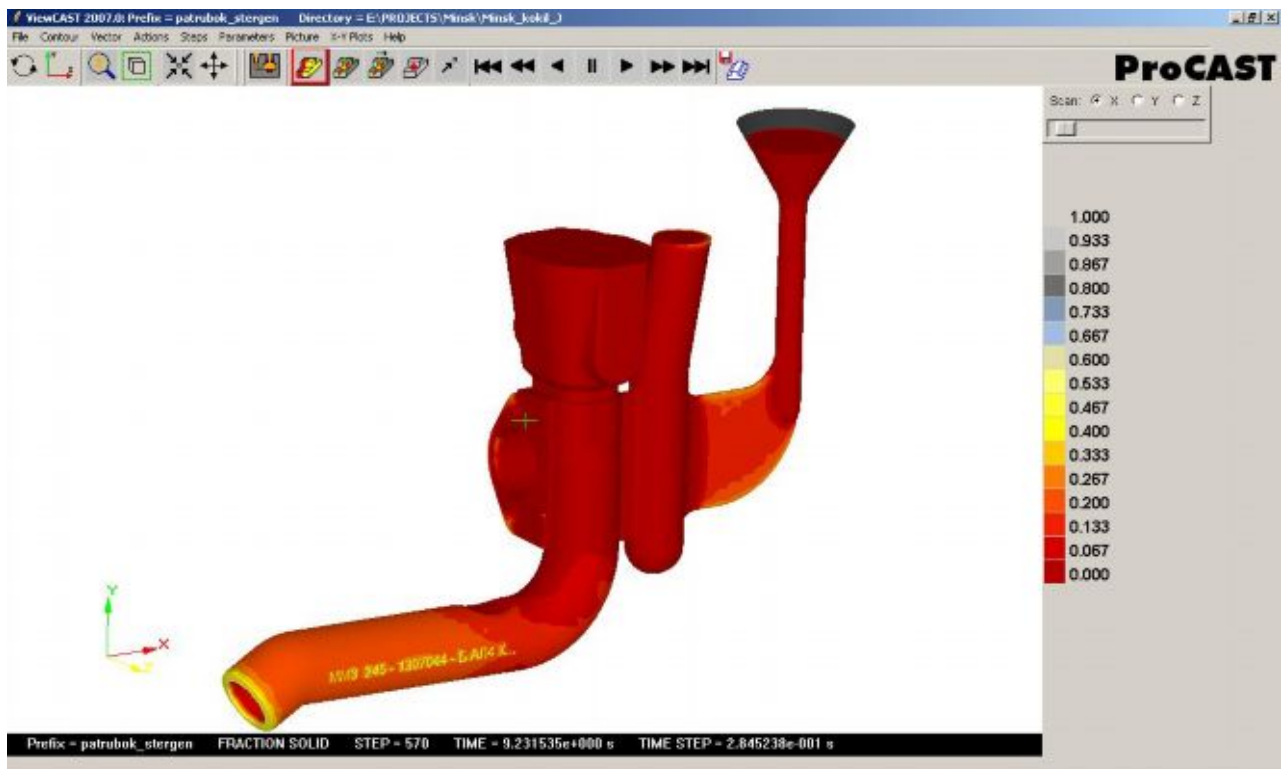 ViewCAST 2007.0: Prefix = patrubok_stergen Directory = E:\PROJECTS\Minsk\Minsk_kokil_)
File Contour Vector Actions Steps Parameters Picture X-Y Plots Help
ProCAST
Scan: X Y Z
1.000
0.933
0.867
0.800
0.733
0.667
0.600
0.533
0.467
0.400
0.333
0.267
0.200
0.133
0.067
0.000
Y
X
Z
245-1307044-Б
Prefix = patrubok_stergen FRACTION SOLID STEP = 570 TIME = 9.231535e+000 s TIME STEP = 2.845238e-001 s